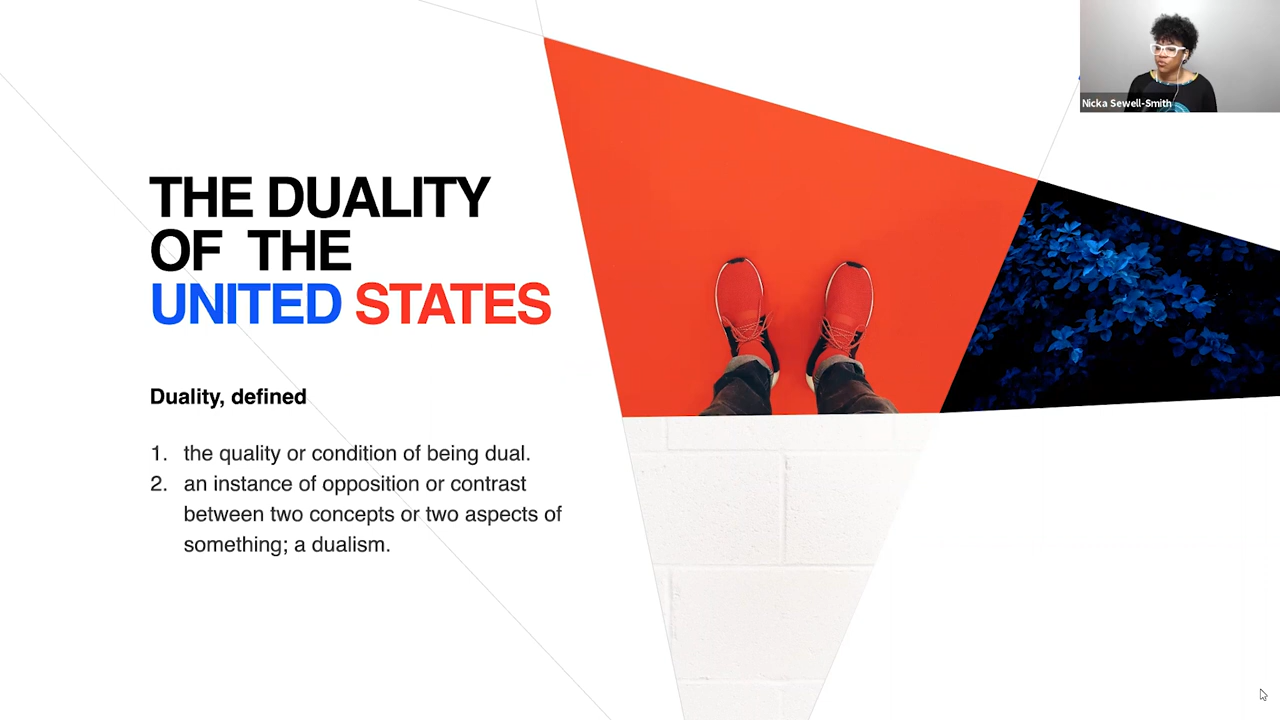 Nicka Sewell-Smith
THE DUALITY
OF THE
UNITED STATES
Duality, defined
1. the quality or condition of being dual.
2. an instance of opposition or contrast
between two concepts or two aspects of
something; a dualism.